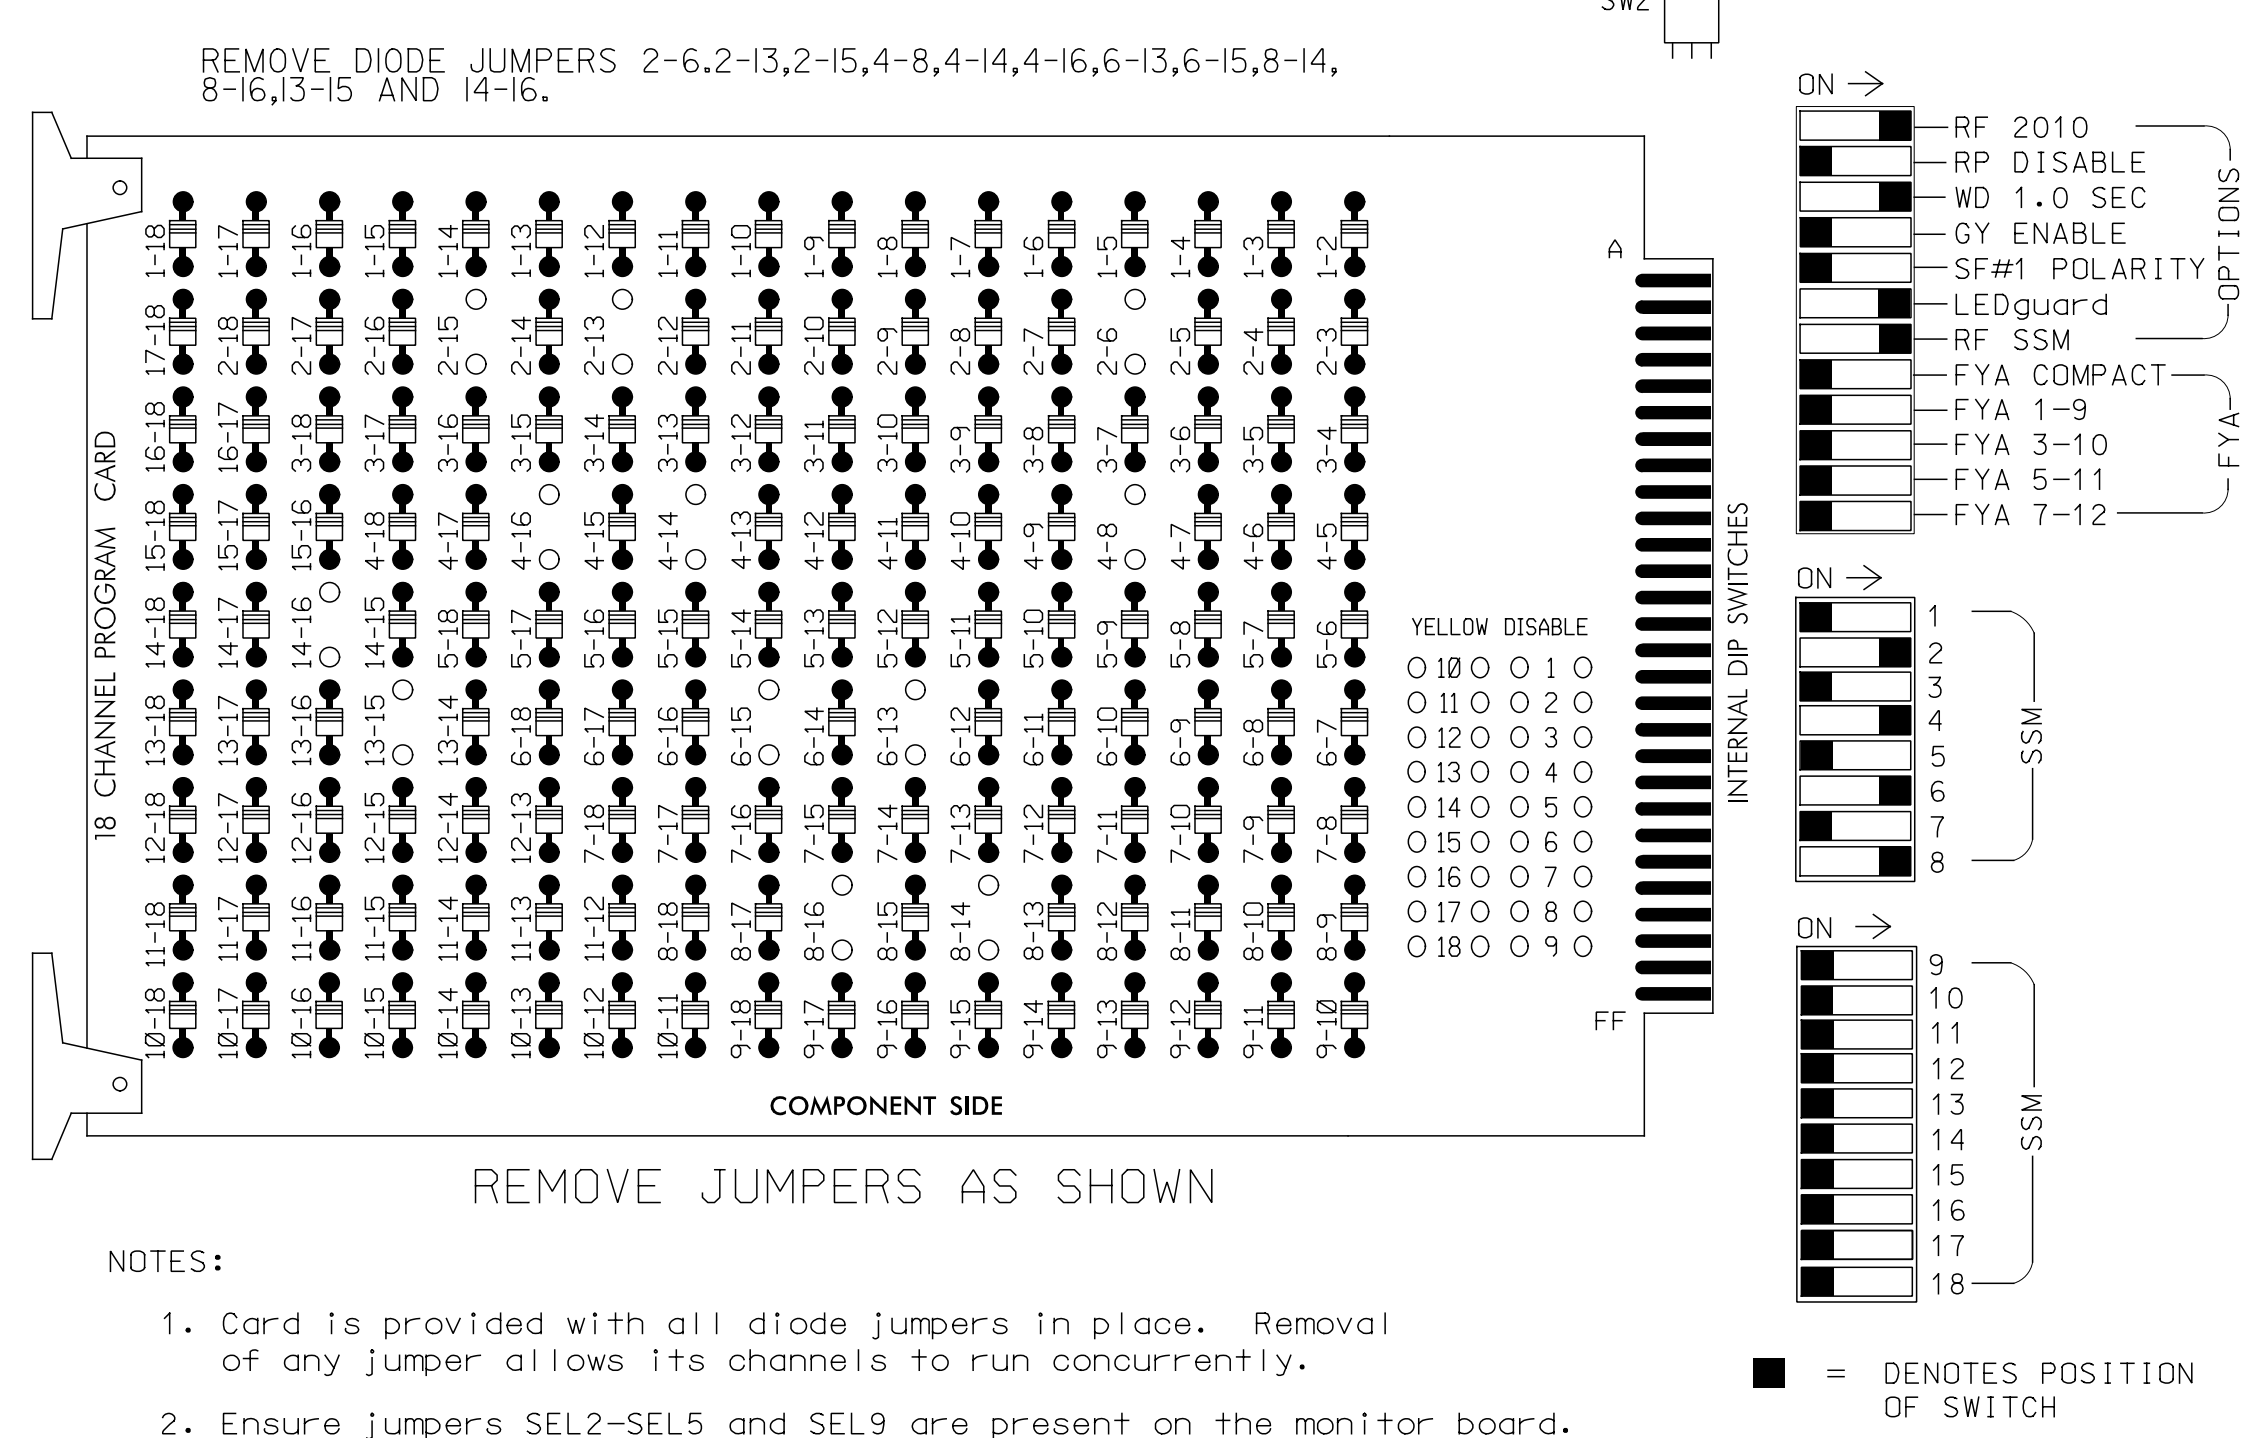 SW2
REMOVE DIODE JUMPERS 2-6.2-13,2-15,4-8,4-14,4-16,6-13,6-15,8-14,
8-16,13-15 AND 14-16.
18 CHANNEL PROGRAM CARD
1-18 1-17 1-16 1-15 1-14 1-13 1-12 1-11 1-10 1-9 1-8 1-7 1-6 1-5 1-4 1-3 1-2
17-18 2-18 2-17 2-16 2-15 2-14 2-13 2-12 2-11 2-10 2-9 2-8 2-7 2-6 2-5 2-4 2-3
16-18 16-17 3-18 3-17 3-16 3-15 3-14 3-13 3-12 3-11 3-10 3-9 3-8 3-7 3-6 3-5 3-4
15-18 15-17 15-16 4-18 4-17 4-16 4-15 4-14 4-13 4-12 4-11 4-10 4-9 4-8 4-7 4-6 4-5
14-18 14-17 14-16 14-15 5-18 5-17 5-16 5-15 5-14 5-13 5-12 5-11 5-10 5-9 5-8 5-7 5-6
13-18 13-17 13-16 13-15 13-14 6-18 6-17 6-16 6-15 6-14 6-13 6-12 6-11 6-10 6-9 6-8 6-7
12-18 12-17 12-16 12-15 12-14 12-13 7-18 7-17 7-16 7-15 7-14 7-13 7-12 7-11 7-10 7-9 7-8
11-18 11-17 11-16 11-15 11-14 11-13 11-12 8-18 8-17 8-16 8-15 8-14 8-13 8-12 8-11 8-10 8-9
10-18 10-17 10-16 10-15 10-14 10-13 10-12 10-11 9-18 9-17 9-16 9-15 9-14 9-13 9-12 9-11 9-10
A
FF
YELLOW DISABLE
10 1
11 2
12 3
13 4
14 5
15 6
16 7
17 8
18 9
COMPONENT SIDE
REMOVE JUMPERS AS SHOWN
INTERNAL DIP SWITCHES
ON →
RF 2010
RP DISABLE
WD 1.0 SEC
GY ENABLE
SF#1 POLARITY
LEDguard
RF SSM
OPTIONS
FYA COMPACT
FYA 1-9
FYA 3-10
FYA 5-11
FYA 7-12
FYA
ON →
1
2
3
4
5
6
7
8
SSM
ON →
9
10
11
12
13
14
15
16
17
18
SSM
= DENOTES POSITION
OF SWITCH
NOTES:
1. Card is provided with all diode jumpers in place. Removal
of any jumper allows its channels to run concurrently.
2. Ensure jumpers SEL2-SEL5 and SEL9 are present on the monitor board.